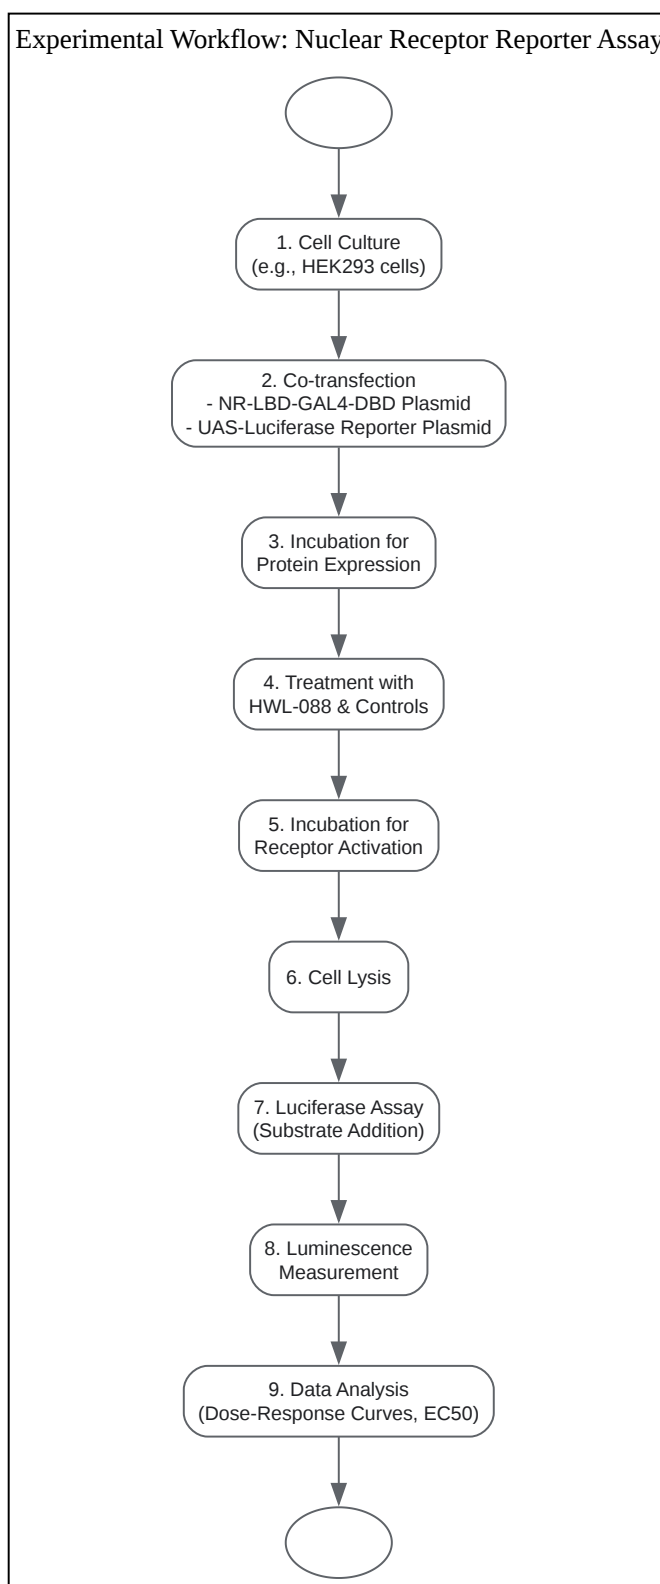 Experimental Workflow: Nuclear Receptor Reporter Assay
1. Cell Culture
(e.g., HEK293 cells)
2. Co-transfection
- NR-LBD-GAL4-DBD Plasmid
- UAS-Luciferase Reporter Plasmid
3. Incubation for
Protein Expression
4. Treatment with
HWL-088 & Controls
5. Incubation for
Receptor Activation
6. Cell Lysis
7. Luciferase Assay
(Substrate Addition)
8. Luminescence
Measurement
9. Data Analysis
(Dose-Response Curves, EC50)